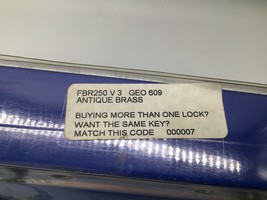 FBR250 V 3 GEO 609
ANTIQUE BRASS
BUYING MORE THAN ONE LOCK?
WANT THE SAME KEY?
MATCH THIS CODE 000007